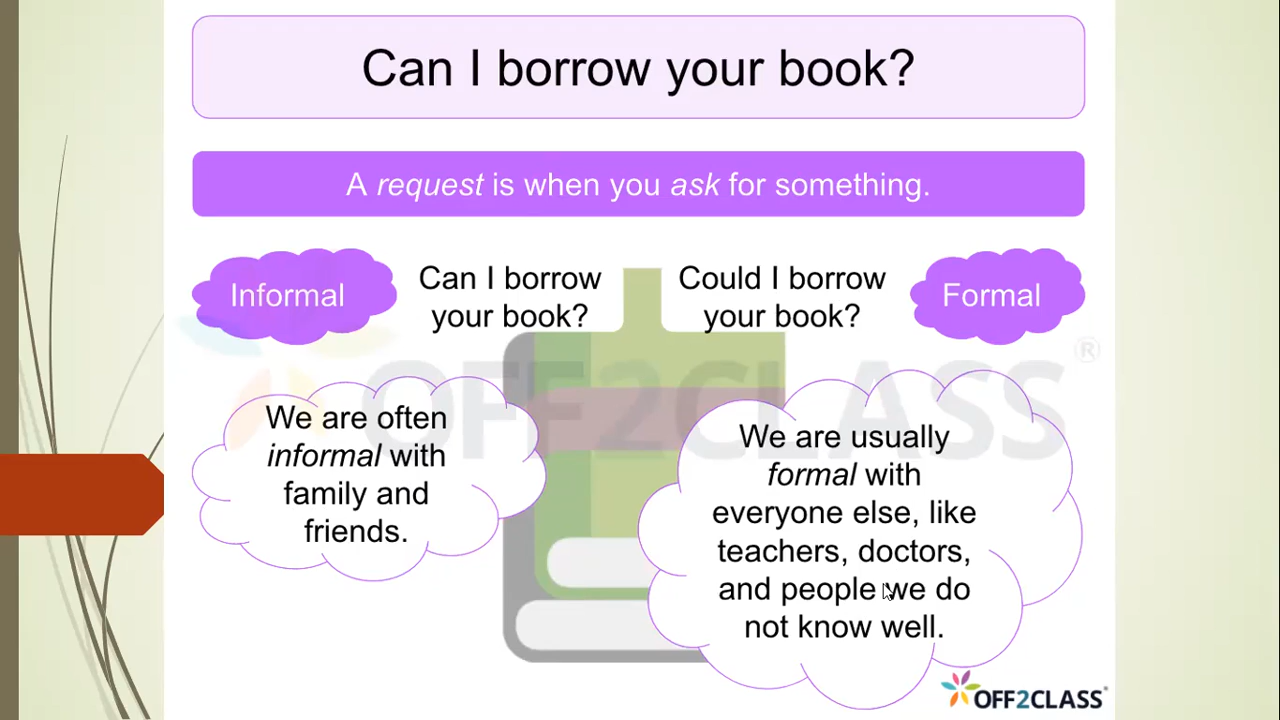 Can I borrow your book?
A request is when you ask for something.
Informal
Can I borrow
your book?
Could I borrow
your book?
Formal
OFF2CLASS®
We are often
informal with
family and
friends.
We are usually
formal with
everyone else, like
teachers, doctors,
and people we do
not know well.
OFF2CLASS®